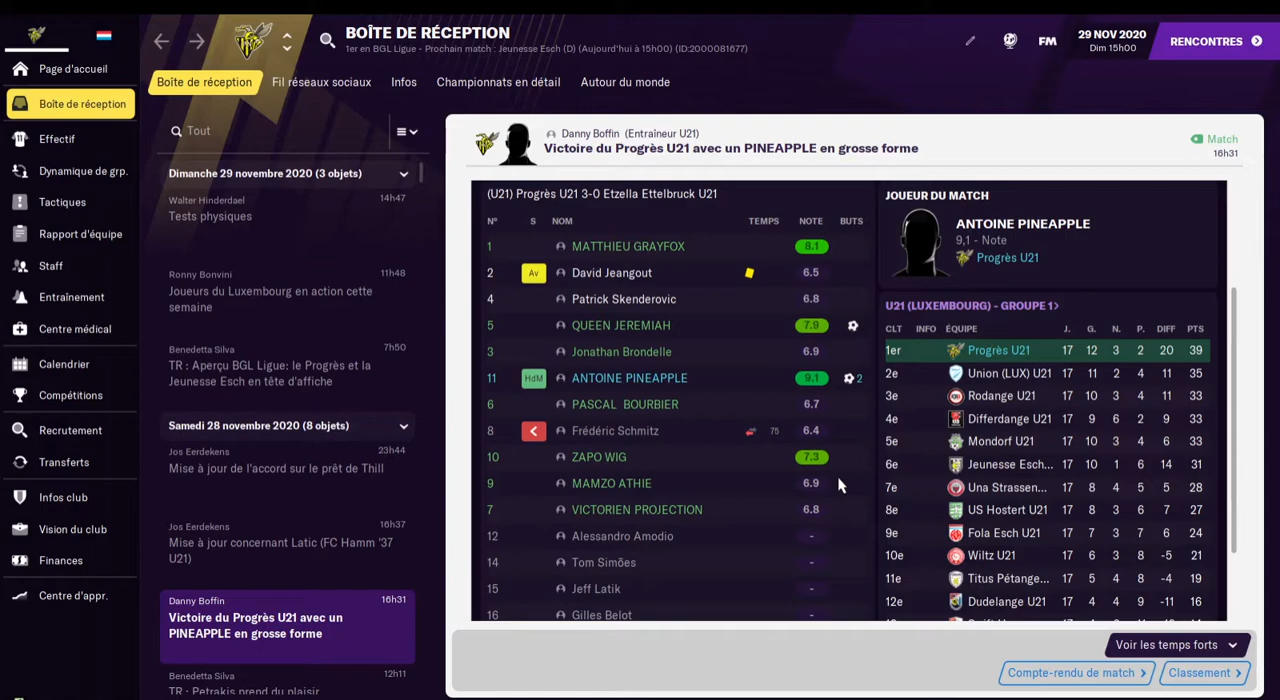 BOÎTE DE RÉCEPTION
1er en BGL Ligue - Prochain match : Jeunesse Esch (D) (Aujourd'hui à 15h00) (ID:2000081677)
FM
29 NOV 2020
Dim 15h00
RENCONTRES
Page d'accueil
Boîte de réception
Effectif
Dynamique de grp.
Tactiques
Rapport d'équipe
Staff
Entraînement
Centre médical
Calendrier
Compétitions
Recrutement
Transferts
Infos club
Vision du club
Finances
Centre d'appr.
Boîte de réception
Fil réseaux sociaux
Infos
Championnats en détail
Autour du monde
Tout
Dimanche 29 novembre 2020 (3 objets)
Walter Hinderdael 14h47
Tests physiques
Ronny Bonvini 11h48
Joueurs du Luxembourg en action cette
semaine
Benedetta Silva 7h50
TR : Aperçu BGL Ligue: le Progrès et la
Jeunesse Esch en tête d'affiche
Samedi 28 novembre 2020 (8 objets)
Jos Eerdekens 23h44
Mise à jour de l'accord sur le prêt de Thill
Jos Eerdekens 16h37
Mise à jour concernant Latic (FC Hamm '37
U21)
Danny Boffin 16h31
Victoire du Progrès U21 avec un
PINEAPPLE en grosse forme
Benedetta Silva 12h11
TR : Petrakis prend du plaisir
Danny Boffin (Entraîneur U21)
Victoire du Progrès U21 avec un PINEAPPLE en grosse forme
Match
16h31
(U21) Progrès U21 3-0 Etzella Ettelbruck U21
N° S NOM TEMPS NOTE BUTS
1 MATTHIEU GRAYFOX 8.1
2 Av David Jeangout 6.5
4 Patrick Skenderovic 6.8
5 QUEEN JEREMIAH 7.9
3 Jonathan Brondelle 6.9
11 HdM ANTOINE PINEAPPLE 9.1 2
6 PASCAL BOURBIER 6.7
8 Frédéric Schmitz 75 6.4
10 ZAPO WIG 7.3
9 MAMZO ATHIE 6.9
7 VICTORIEN PROJECTION 6.8
12 Alessandro Amodio -
14 Tom Simões -
15 Jeff Latik -
16 Gilles Belot -
JOUEUR DU MATCH
ANTOINE PINEAPPLE
9,1 - Note
Progrès U21
U21 (LUXEMBOURG) - GROUPE 1>
CLT INFO ÉQUIPE J. G. N. P. DIFF PTS
1er Progrès U21 17 12 3 2 20 39
2e Union (LUX) U21 17 11 2 4 11 35
3e Rodange U21 17 10 3 4 11 33
4e Differdange U21 17 9 6 2 9 33
5e Mondorf U21 17 10 3 4 8 33
6e Jeunesse Esch... 17 10 1 6 14 31
7e Una Strassen... 17 8 4 5 5 28
8e US Hostert U21 17 8 3 6 7 27
9e Fola Esch U21 17 7 3 7 6 24
10e Wiltz U21 17 6 3 8 -5 21
11e Titus Pétange... 17 5 4 8 -4 19
12e Dudelange U21 17 4 4 9 -11 16
Voir les temps forts
Compte-rendu de match >
Classement >